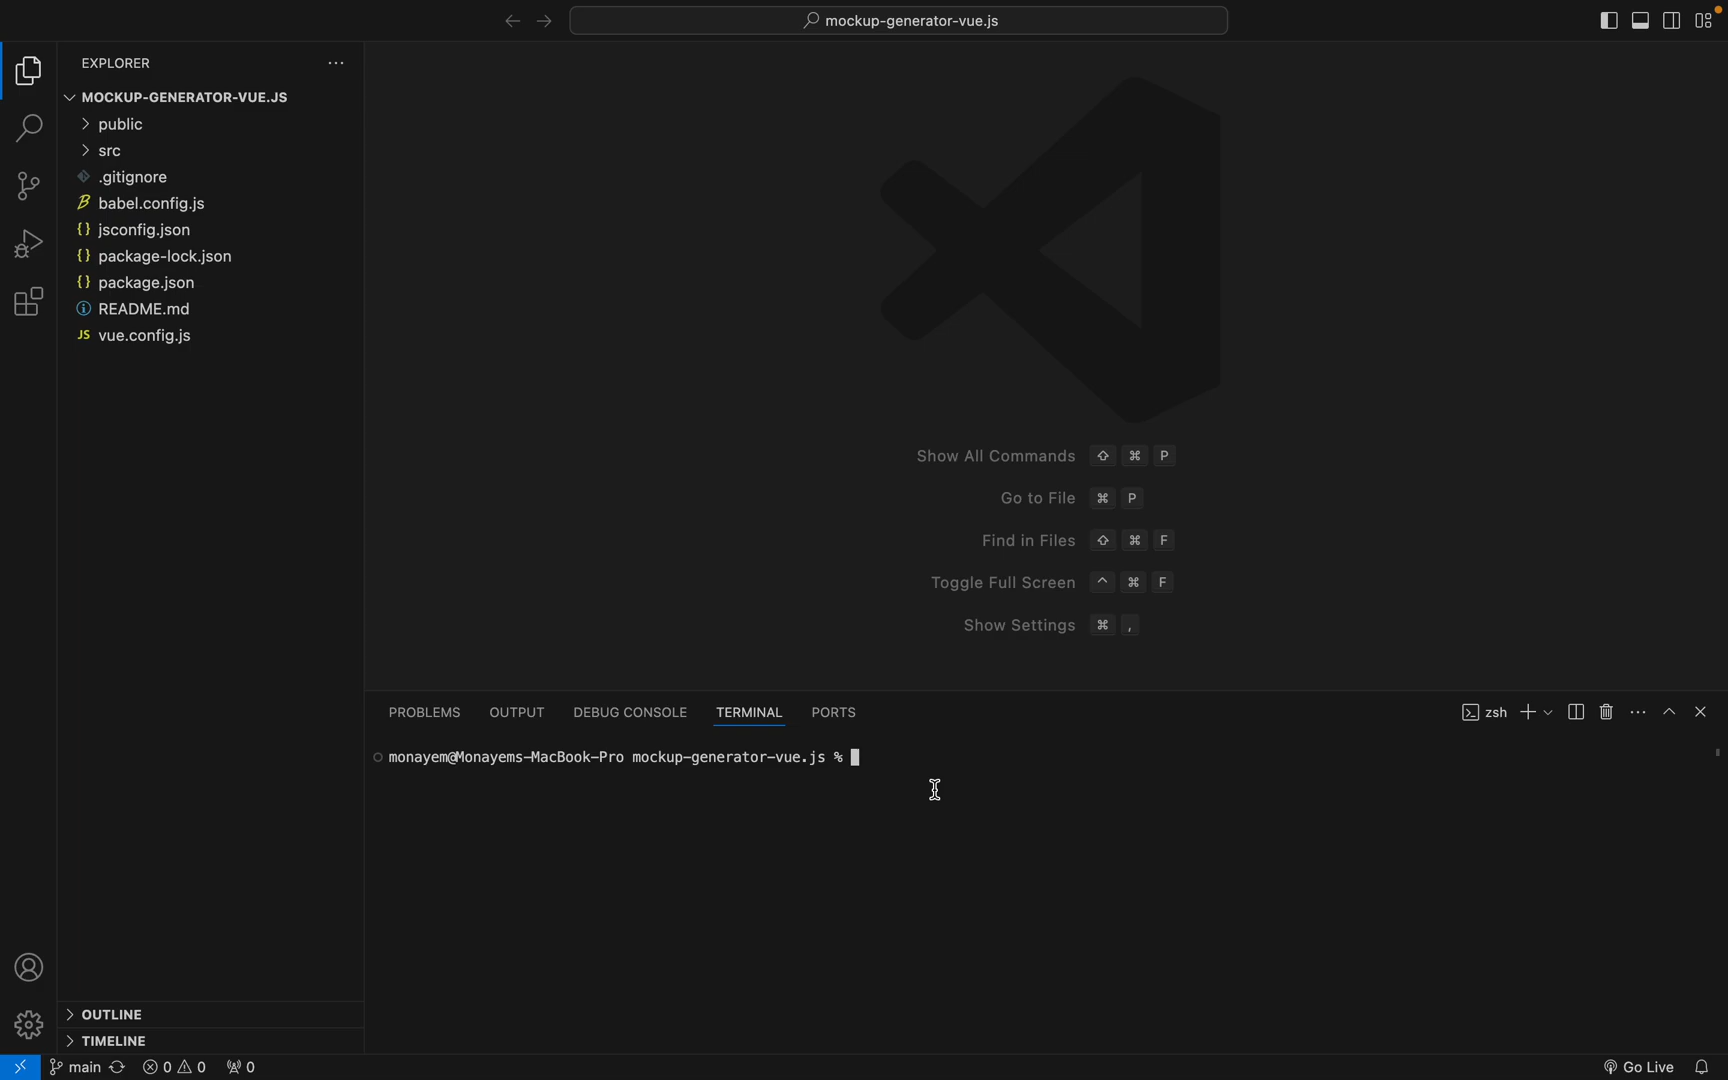 mockup-generator-vue.js
EXPLORER
MOCKUP-GENERATOR-VUE.JS
public
src
.gitignore
babel.config.js
{} jsconfig.json
{} package-lock.json
{} package.json
README.md
JS vue.config.js
Show All Commands ⇧ ⌘ P
Go to File ⌘ P
Find in Files ⇧ ⌘ F
Toggle Full Screen ^ ⌘ F
Show Settings ⌘ ,
PROBLEMS OUTPUT DEBUG CONSOLE TERMINAL PORTS zsh
monayem@Monayems-MacBook-Pro mockup-generator-vue.js %
OUTLINE
TIMELINE
main 0 0 0 Go Live